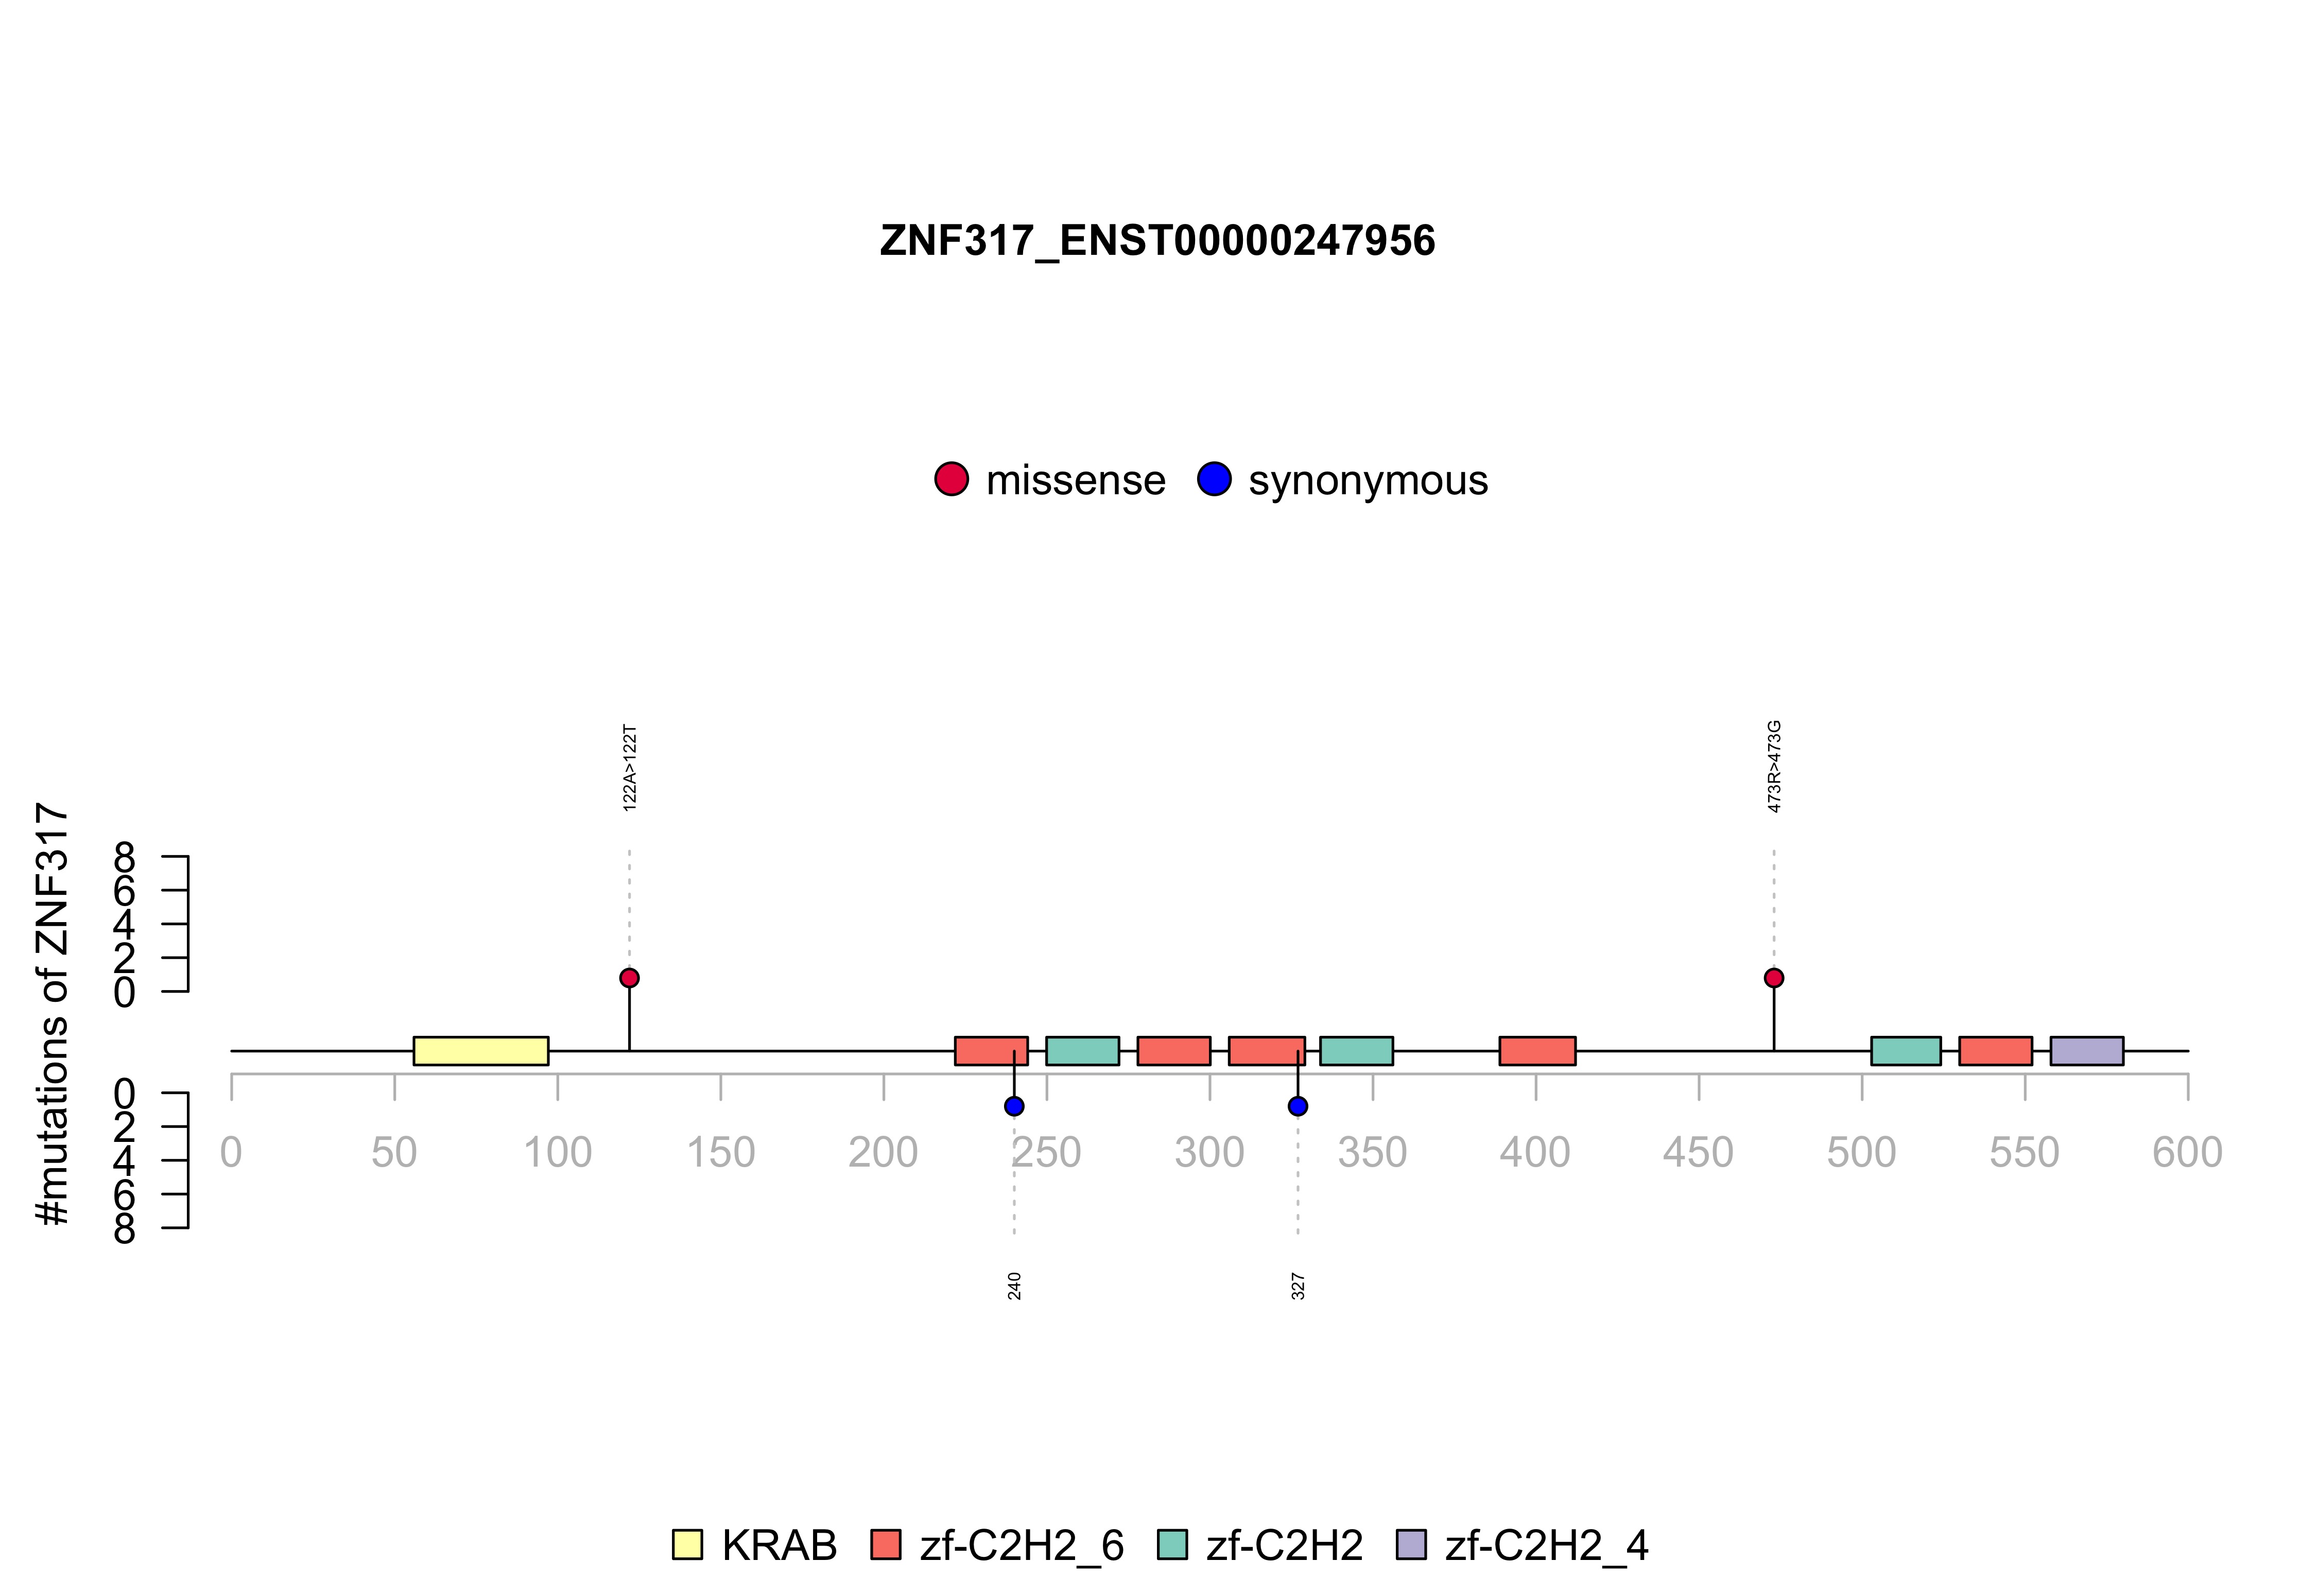 ZNF317_ENST00000247956
missense synonymous
122A>122T
473R>473G
#mutations of ZNF317
8
6
4
2
0
0
2
4
6
8
0 50 100 150 200 250 300 350 400 450 500 550 600
240
327
KRAB zf-C2H2_6 zf-C2H2 zf-C2H2_4